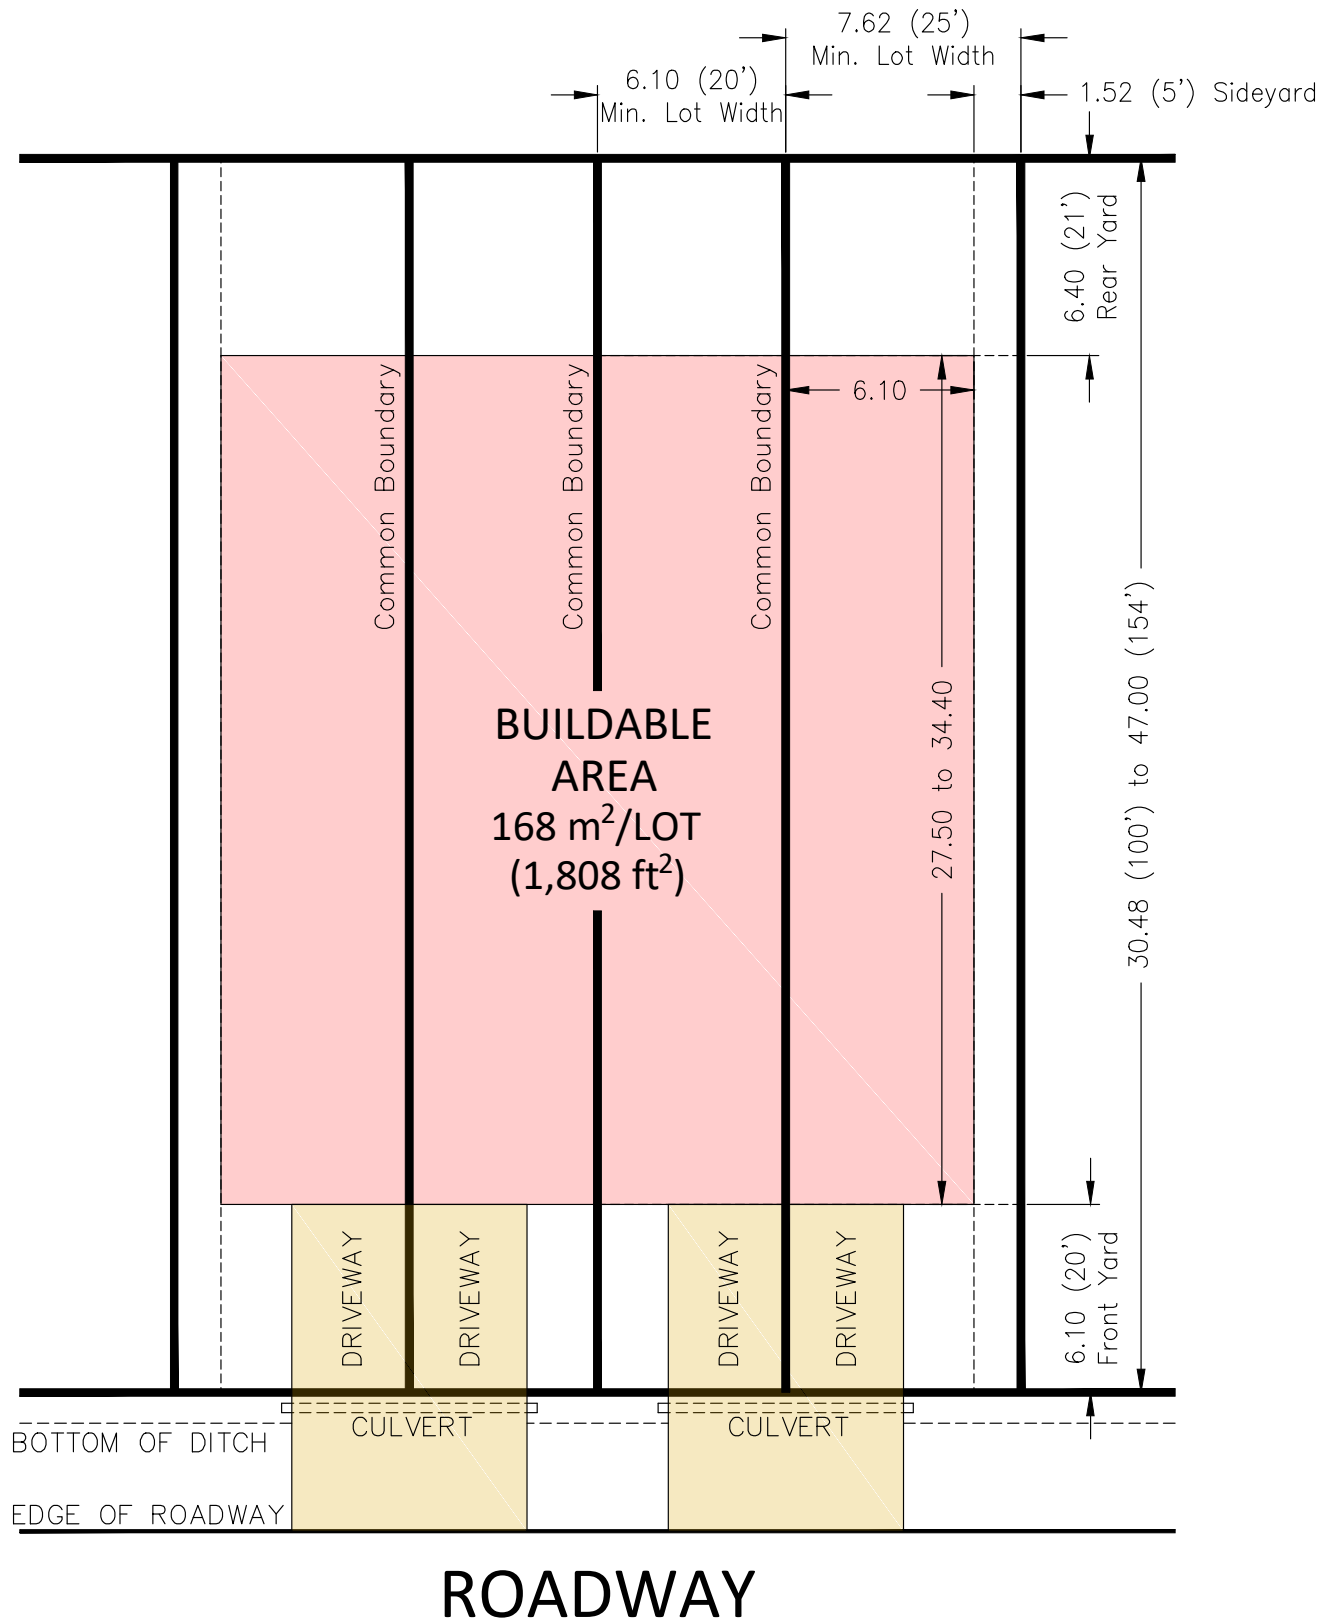 7.62 (25')
Min. Lot Width
6.10 (20')
Min. Lot Width
1.52 (5') Sideyard
6.40 (21')
Rear Yard
Common Boundary
Common Boundary
Common Boundary
6.10
27.50 to 34.40
30.48 (100') to 47.00 (154')
BUILDABLE
AREA
168 m²/LOT
(1,808 ft²)
DRIVEWAY
DRIVEWAY
DRIVEWAY
DRIVEWAY
6.10 (20')
Front Yard
CULVERT
CULVERT
BOTTOM OF DITCH
EDGE OF ROADWAY
ROADWAY